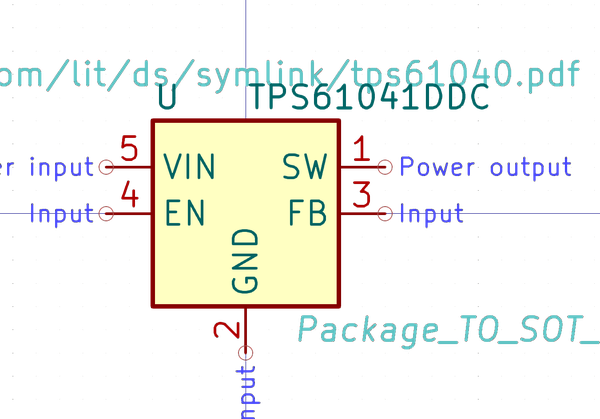 om/lit/ds/symlink/tps61040.pdf
U TPS61041DDC
er input 5 VIN SW 1 Power output
Input 4 EN FB 3 Input
GND
2
Package_TO_SOT_
nput